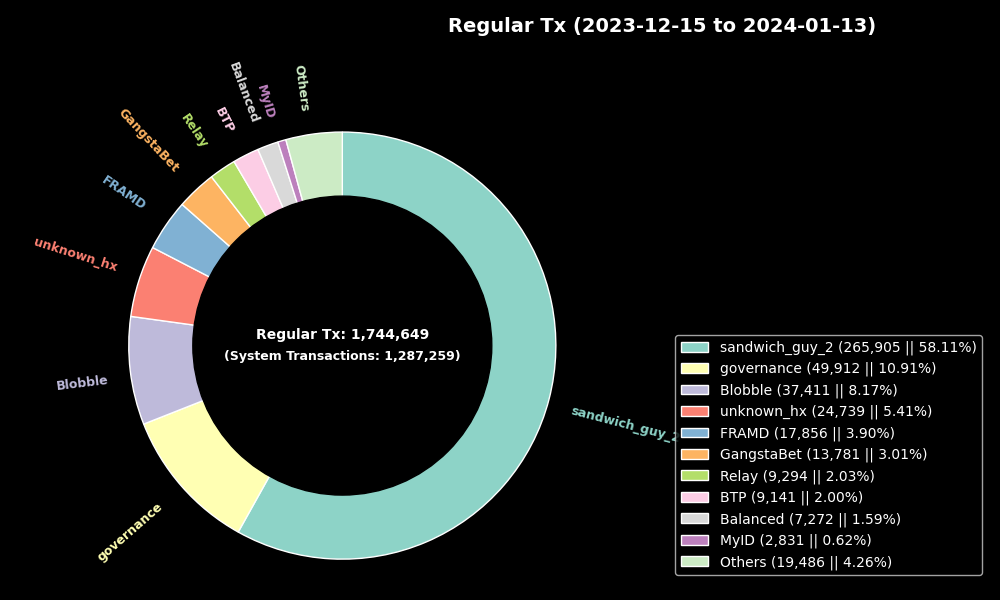 Regular Tx (2023-12-15 to 2024-01-13)
Others
Balanced
MyID
BTP
Relay
GangstaBet
FRAMD
unknown_hx
Blobble
governance
sandwich_guy_2
Regular Tx: 1,744,649
(System Transactions: 1,287,259)
sandwich_guy_2 (265,905 || 58.11%)
governance (49,912 || 10.91%)
Blobble (37,411 || 8.17%)
unknown_hx (24,739 || 5.41%)
FRAMD (17,856 || 3.90%)
GangstaBet (13,781 || 3.01%)
Relay (9,294 || 2.03%)
BTP (9,141 || 2.00%)
Balanced (7,272 || 1.59%)
MyID (2,831 || 0.62%)
Others (19,486 || 4.26%)